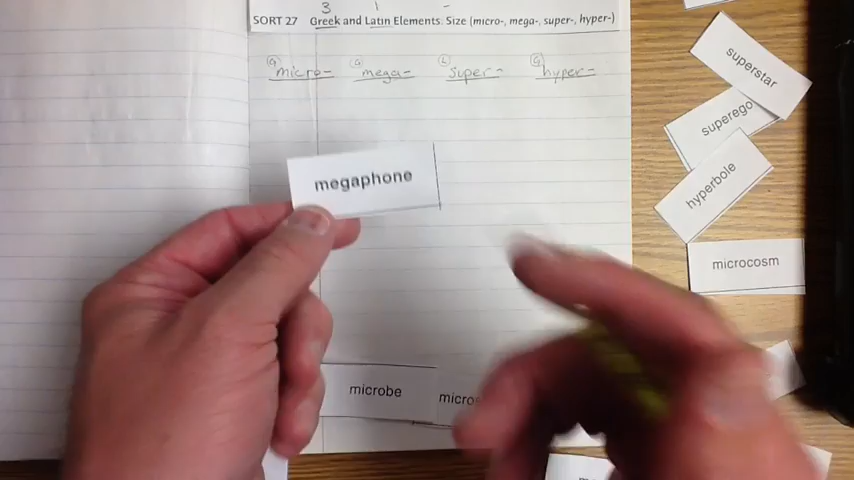 3 1 -
SORT 27 Greek and Latin Elements: Size (micro-, mega-, super-, hyper-)
G micro- G mega- L super- G hyper-
superstar
superego
hyperbole
megaphone
microcosm
microbe